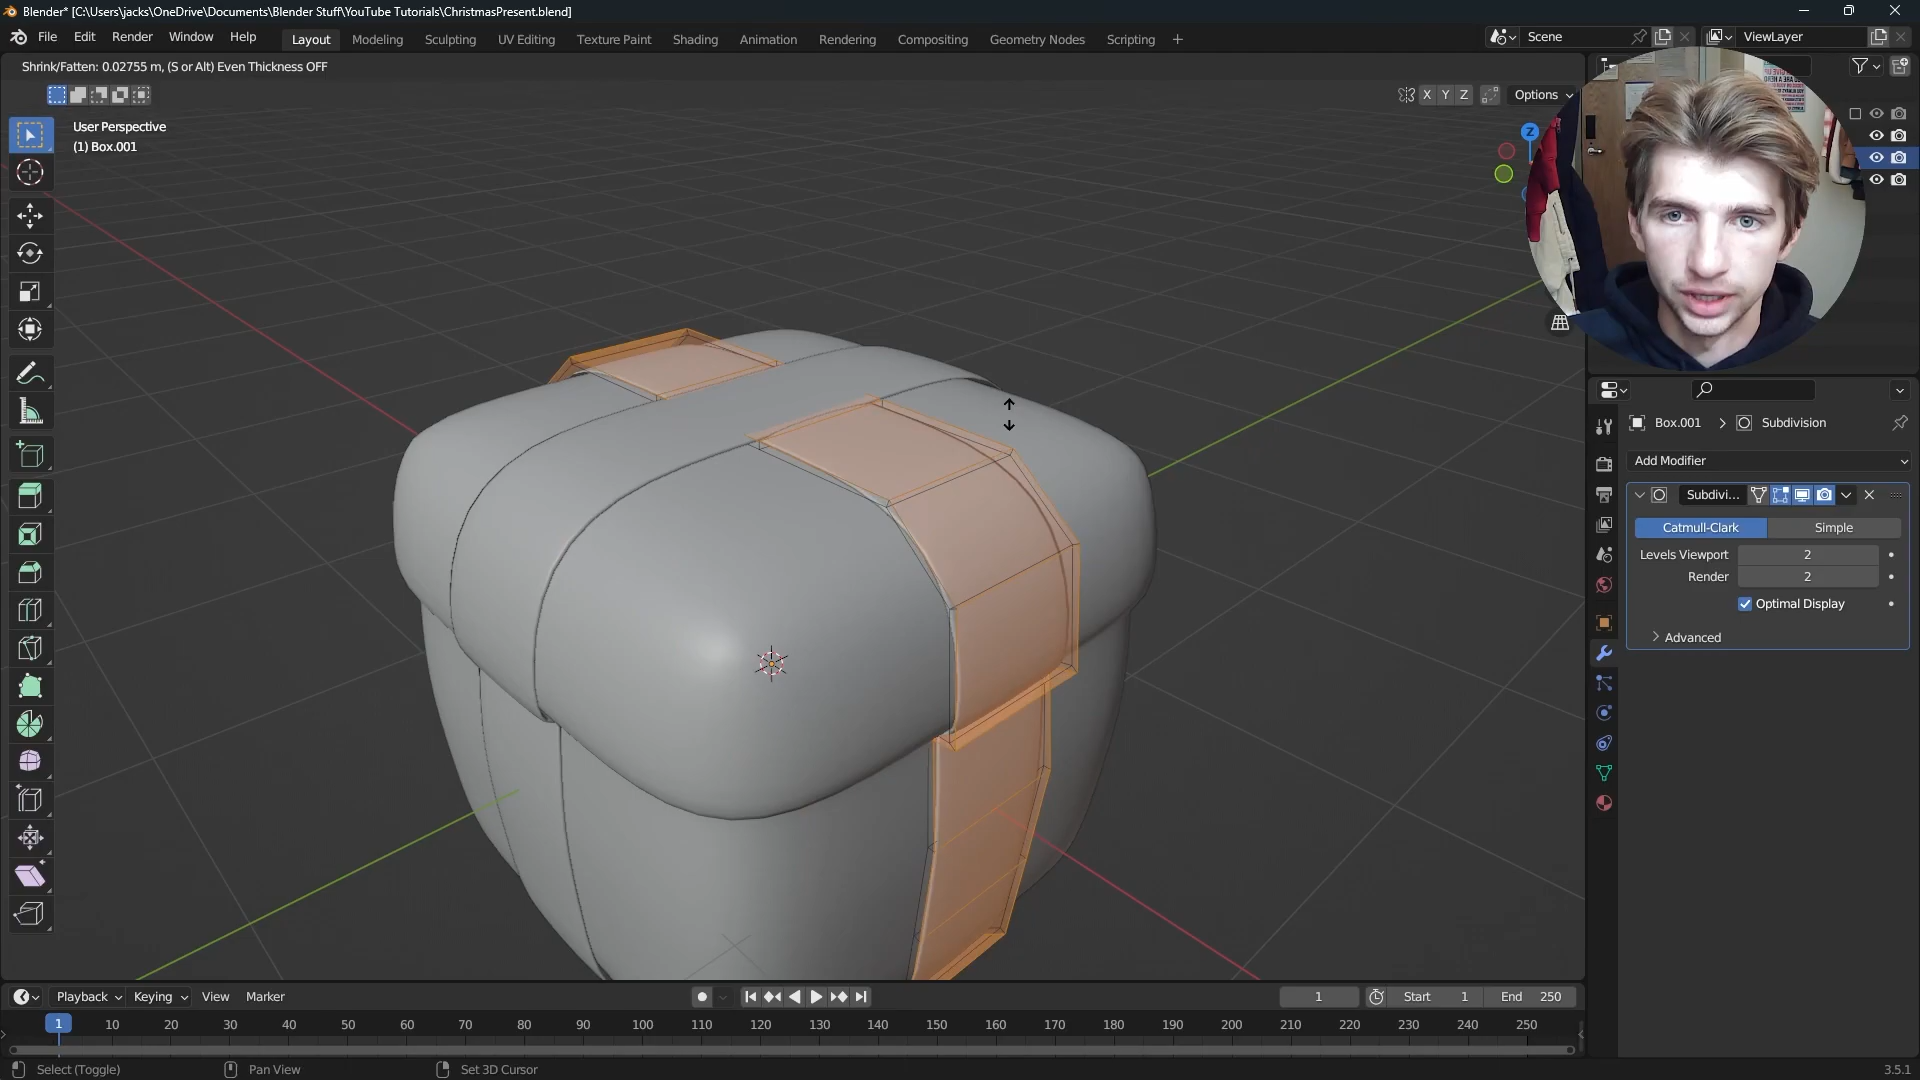 Blender* [C:\Users\jacks\OneDrive\Documents\Blender Stuff\YouTube Tutorials\ChristmasPresent.blend]
File Edit Render Window Help Layout Modeling Sculpting UV Editing Texture Paint Shading Animation Rendering Compositing Geometry Nodes Scripting + Scene ViewLayer
Shrink/Fatten: 0.02755 m, (S or Alt) Even Thickness OFF
X Y Z Options
User Perspective
(1) Box.001
Z
Box.001 > Subdivision
Add Modifier
Subdivi...
Catmull-Clark Simple
Levels Viewport 2
Render 2
Optimal Display
Advanced
Playback Keying View Marker 1 Start 1 End 250
1 10 20 30 40 50 60 70 80 90 100 110 120 130 140 150 160 170 180 190 200 210 220 230 240 250
Select (Toggle) Pan View Set 3D Cursor 3.5.1